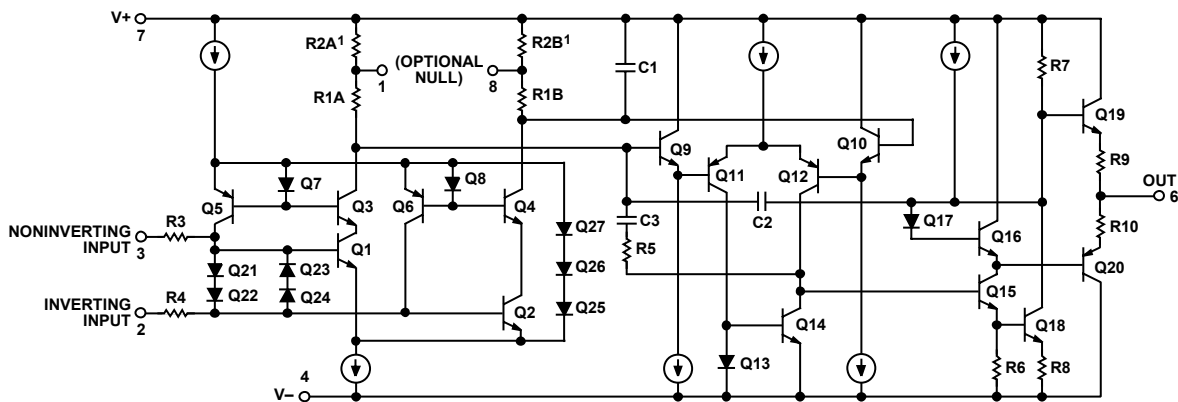 V+
7
R2A1
R2B1
(OPTIONAL
NULL)
1
8
C1
R1A
R1B
R7
Q19
Q9
Q10
Q11
Q12
R9
OUT
6
Q5
Q7
Q3
Q6
Q8
Q4
C3
C2
Q17
Q16
R10
R3
NONINVERTING
INPUT
3
Q27
R5
Q1
Q21
Q23
Q26
Q20
Q22
Q24
Q15
R4
INVERTING
INPUT
2
Q2
Q25
Q14
Q18
Q13
R6
R8
4
V–